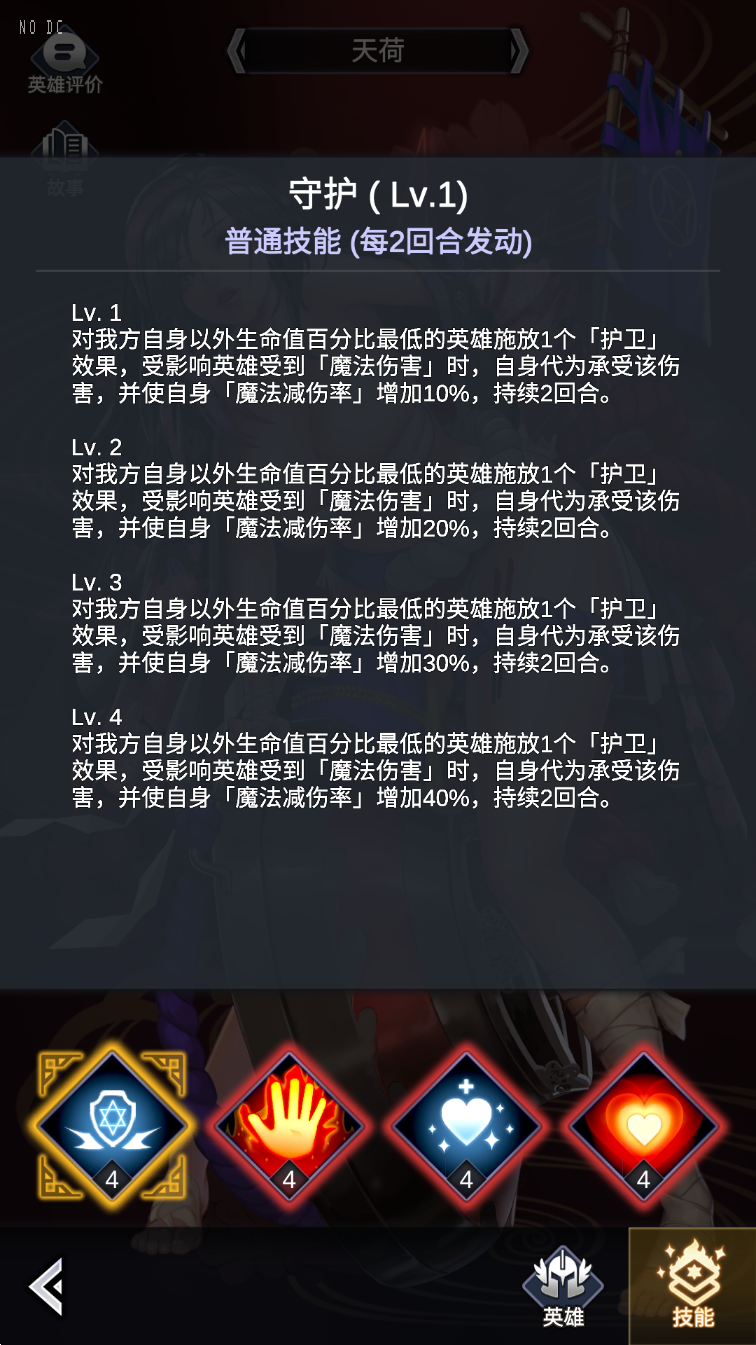 NO DC
天荷
英雄评价
故事
守护 ( Lv.1)
普通技能 (每2回合发动)
Lv. 1
对我方自身以外生命值百分比最低的英雄施放1个「护卫」
效果，受影响英雄受到「魔法伤害」时，自身代为承受该伤
害，并使自身「魔法减伤率」增加10%，持续2回合。
Lv. 2
对我方自身以外生命值百分比最低的英雄施放1个「护卫」
效果，受影响英雄受到「魔法伤害」时，自身代为承受该伤
害，并使自身「魔法减伤率」增加20%，持续2回合。
Lv. 3
对我方自身以外生命值百分比最低的英雄施放1个「护卫」
效果，受影响英雄受到「魔法伤害」时，自身代为承受该伤
害，并使自身「魔法减伤率」增加30%，持续2回合。
Lv. 4
对我方自身以外生命值百分比最低的英雄施放1个「护卫」
效果，受影响英雄受到「魔法伤害」时，自身代为承受该伤
害，并使自身「魔法减伤率」增加40%，持续2回合。
4
4
4
4
英雄
技能